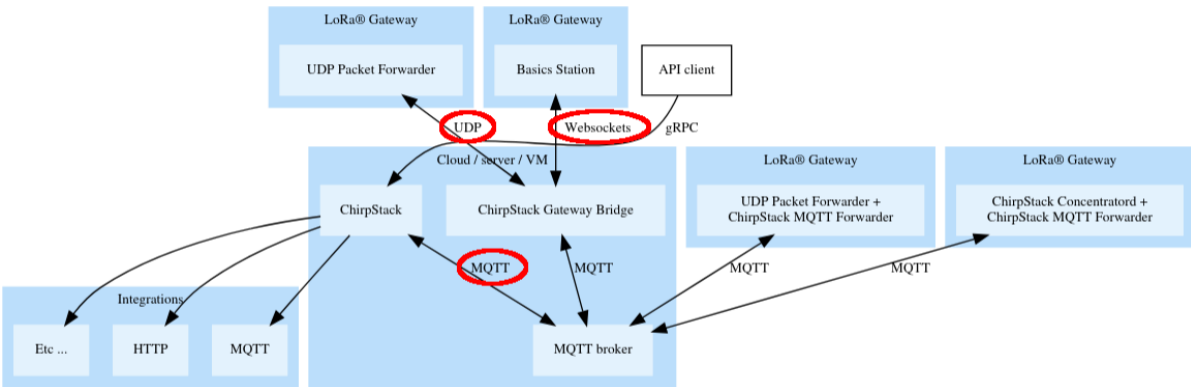 LoRa® Gateway
UDP Packet Forwarder
LoRa® Gateway
Basics Station
API client
UDP
Websockets
gRPC
Cloud / server / VM
ChirpStack
ChirpStack Gateway Bridge
LoRa® Gateway
UDP Packet Forwarder +
ChirpStack MQTT Forwarder
LoRa® Gateway
ChirpStack Concentratord +
ChirpStack MQTT Forwarder
MQTT
MQTT
MQTT
MQTT
Integrations
Etc ...
HTTP
MQTT
MQTT broker